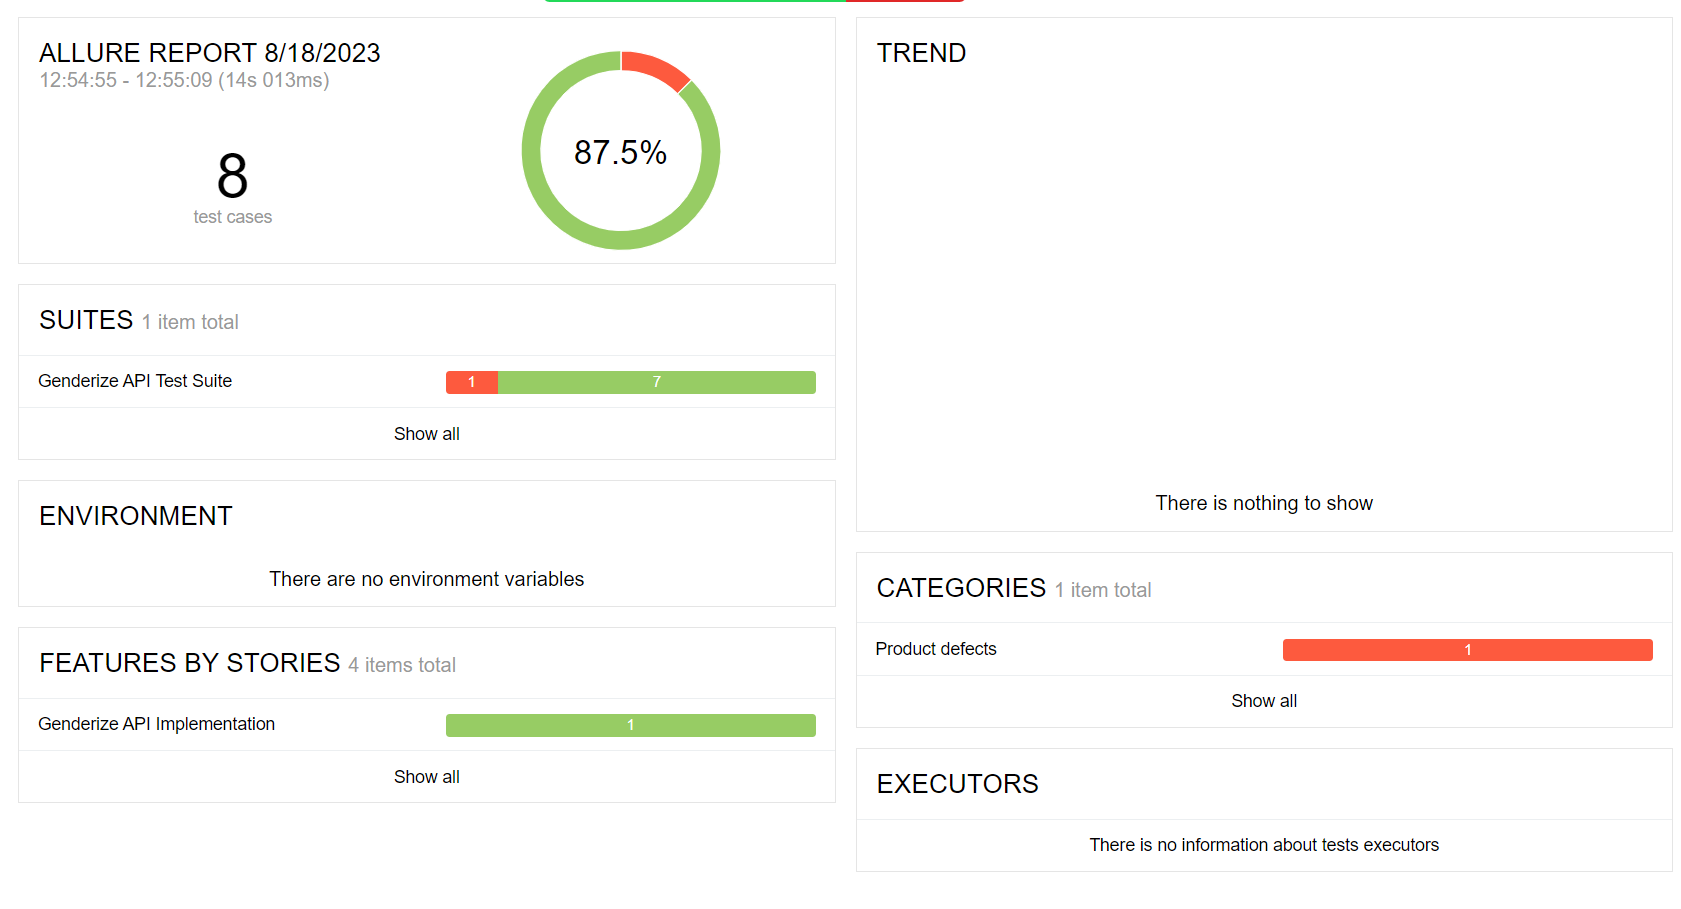 ALLURE REPORT 8/18/2023
12:54:55 - 12:55:09 (14s 013ms)
8
test cases
87.5%
SUITES 1 item total
Genderize API Test Suite 1 7
Show all
ENVIRONMENT
There are no environment variables
FEATURES BY STORIES 4 items total
Genderize API Implementation 1
Show all
TREND
There is nothing to show
CATEGORIES 1 item total
Product defects 1
Show all
EXECUTORS
There is no information about tests executors